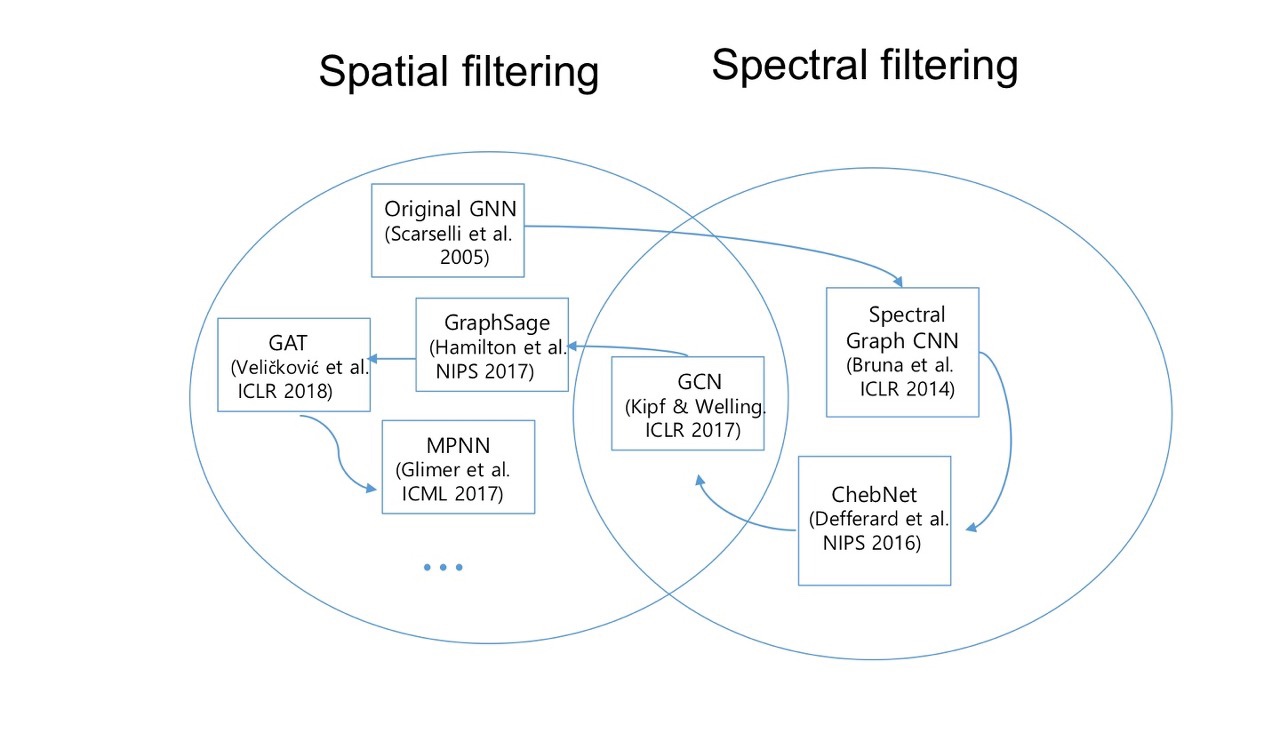 Spatial filtering
Spectral filtering
Original GNN
(Scarselli et al.
2005)
GraphSage
(Hamilton et al.
NIPS 2017)
GAT
(Veličković et al.
ICLR 2018)
MPNN
(Glimer et al.
ICML 2017)
GCN
(Kipf & Welling.
ICLR 2017)
Spectral
Graph CNN
(Bruna et al.
ICLR 2014)
ChebNet
(Defferard et al.
NIPS 2016)